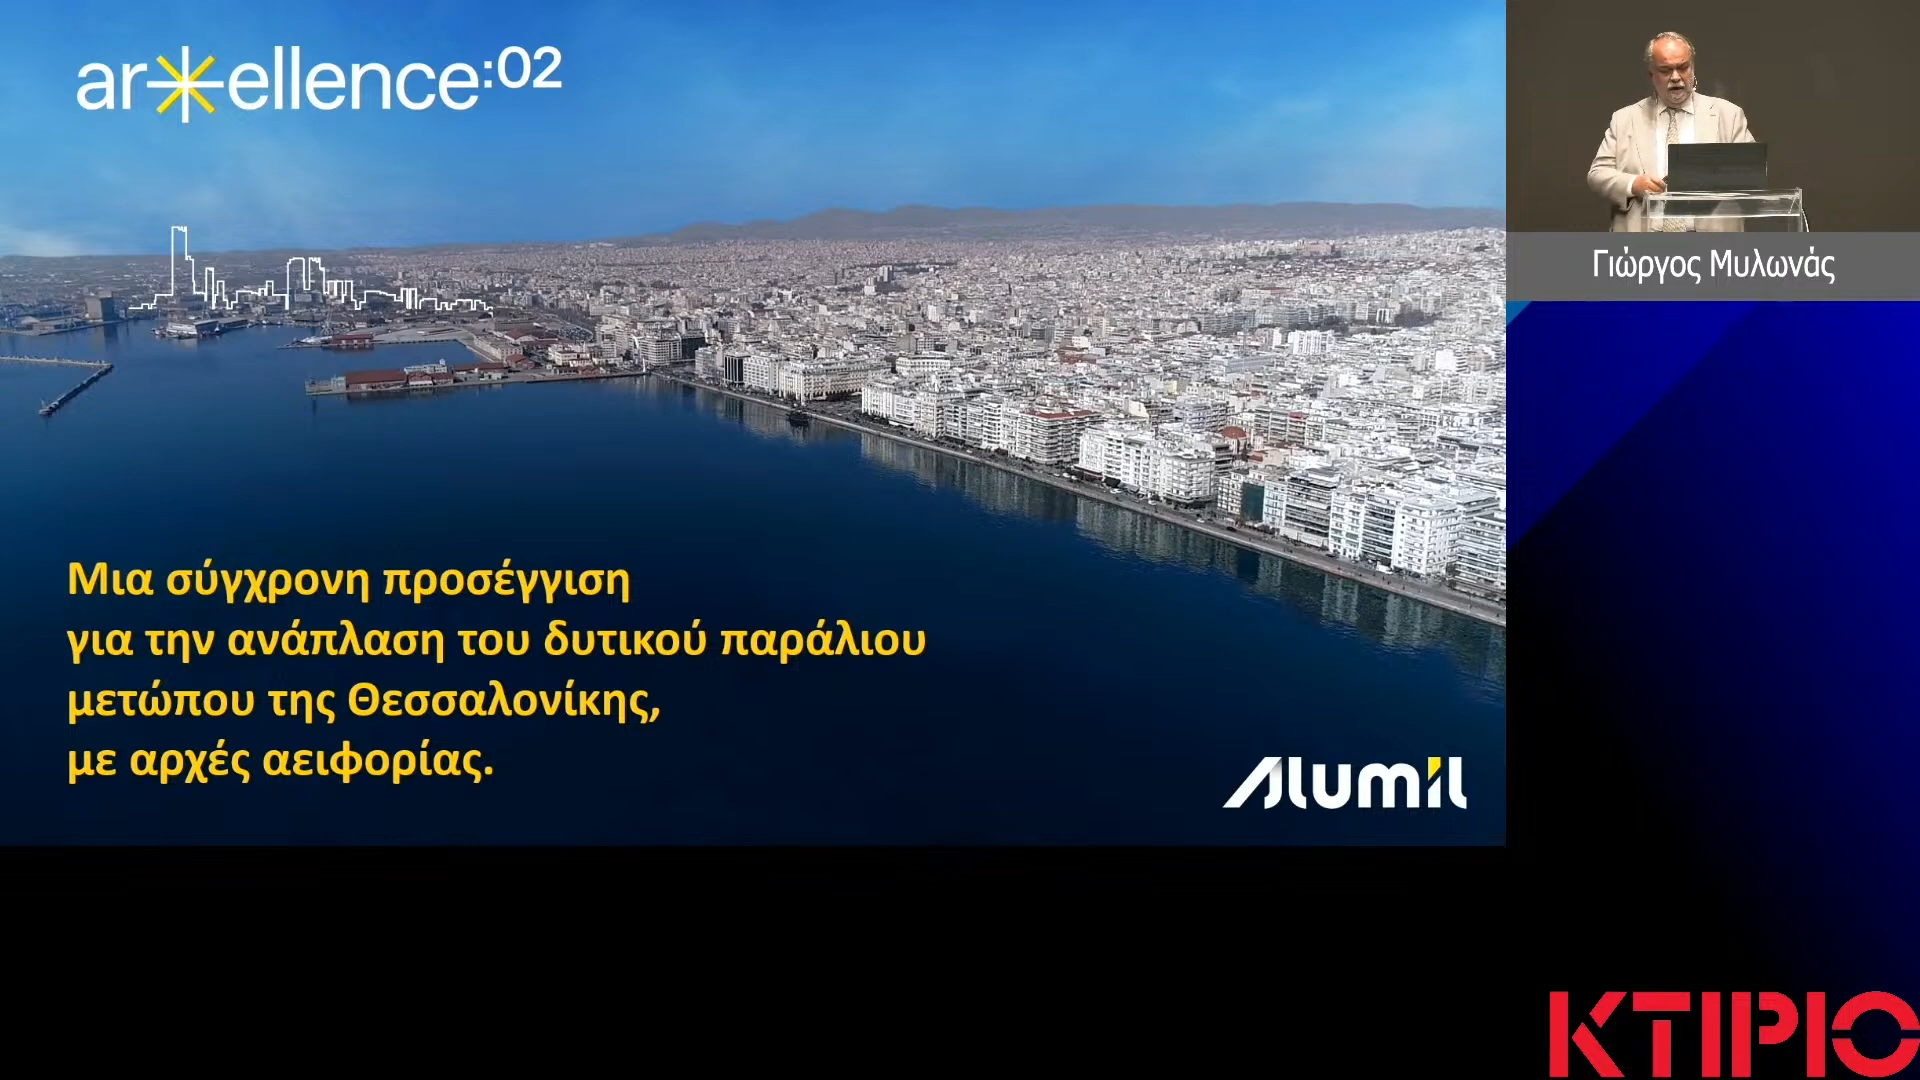 ar✳ellence:02
Γιώργος Μυλωνάς
Μια σύγχρονη προσέγγιση
για την ανάπλαση του δυτικού παράλιου
μετώπου της Θεσσαλονίκης,
με αρχές αειφορίας.
Alumil
ΚΤΙΡΙΟ